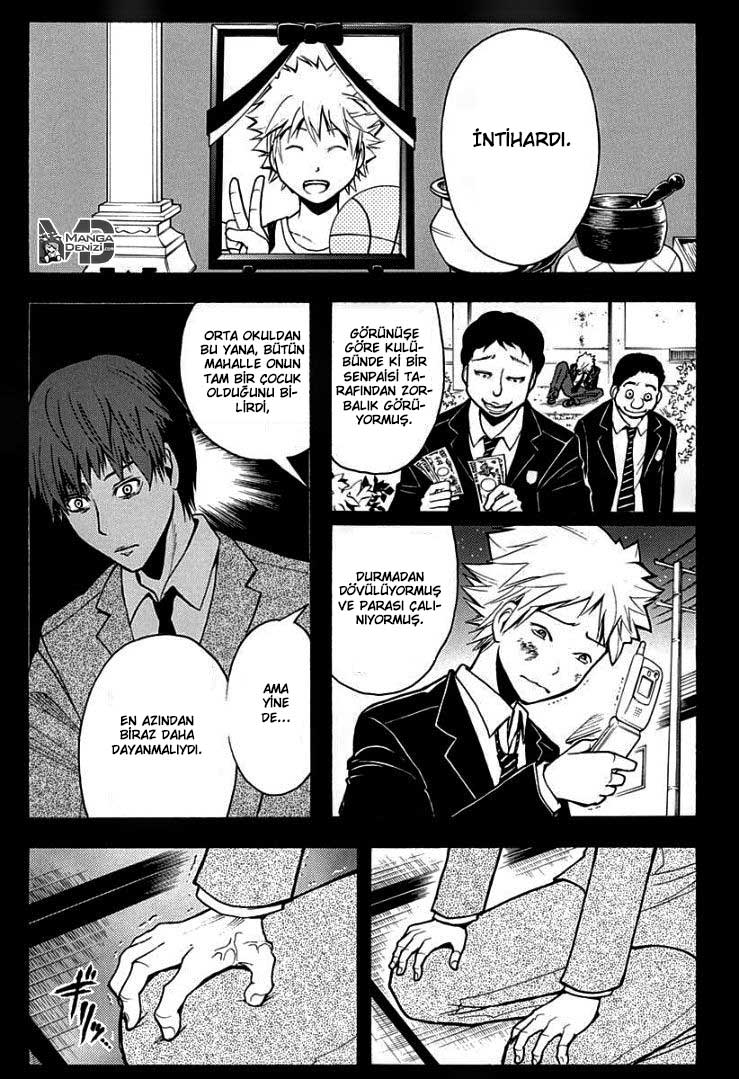 İNTİHARDI.
MANGA
DENİZİ
GÖRÜNÜŞE
GÖRE KULÜ-
BÜNDE Kİ BİR
SENPAİSİ TA-
RAFINDAN ZOR-
BALIK GÖRÜ-
YORMUŞ.
DURMADAN
DÖVÜLÜYORMUŞ
VE PARASI ÇALI-
NIYORMUŞ.
ORTA OKULDAN
BU YANA, BÜTÜN
MAHALLE ONUN
TAM BİR ÇOCUK
OLDUĞUNU Bİ-
LİRDİ,
AMA
YİNE
DE...
EN AZINDAN
BİRAZ DAHA
DAYANMALIYDI.
ギッ…